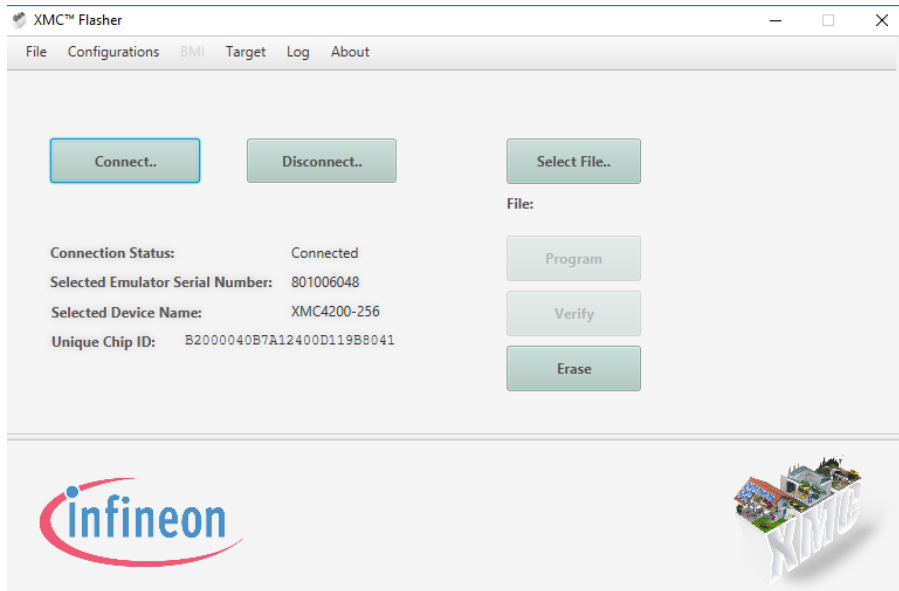 XMC™ Flasher
File Configurations BMI Target Log About
Connect.. Disconnect.. Select File..
File:
Connection Status: Connected
Program
Selected Emulator Serial Number: 801006048
Selected Device Name: XMC4200-256
Verify
Unique Chip ID: B2000040B7A12400D119B8041
Erase
infineon
XMC